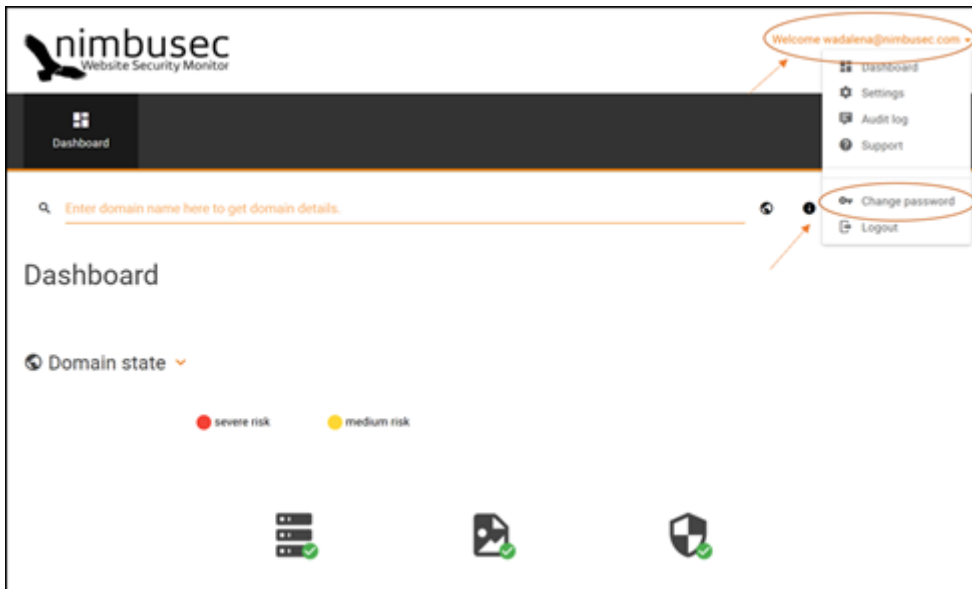 nimbusec
Website Security Monitor
Welcome wadalena@nimbusec.com
Dashboard
Settings
Audit log
Support
Change password
Logout
Dashboard
Enter domain name here to get domain details.
Dashboard
Domain state
severe risk
medium risk